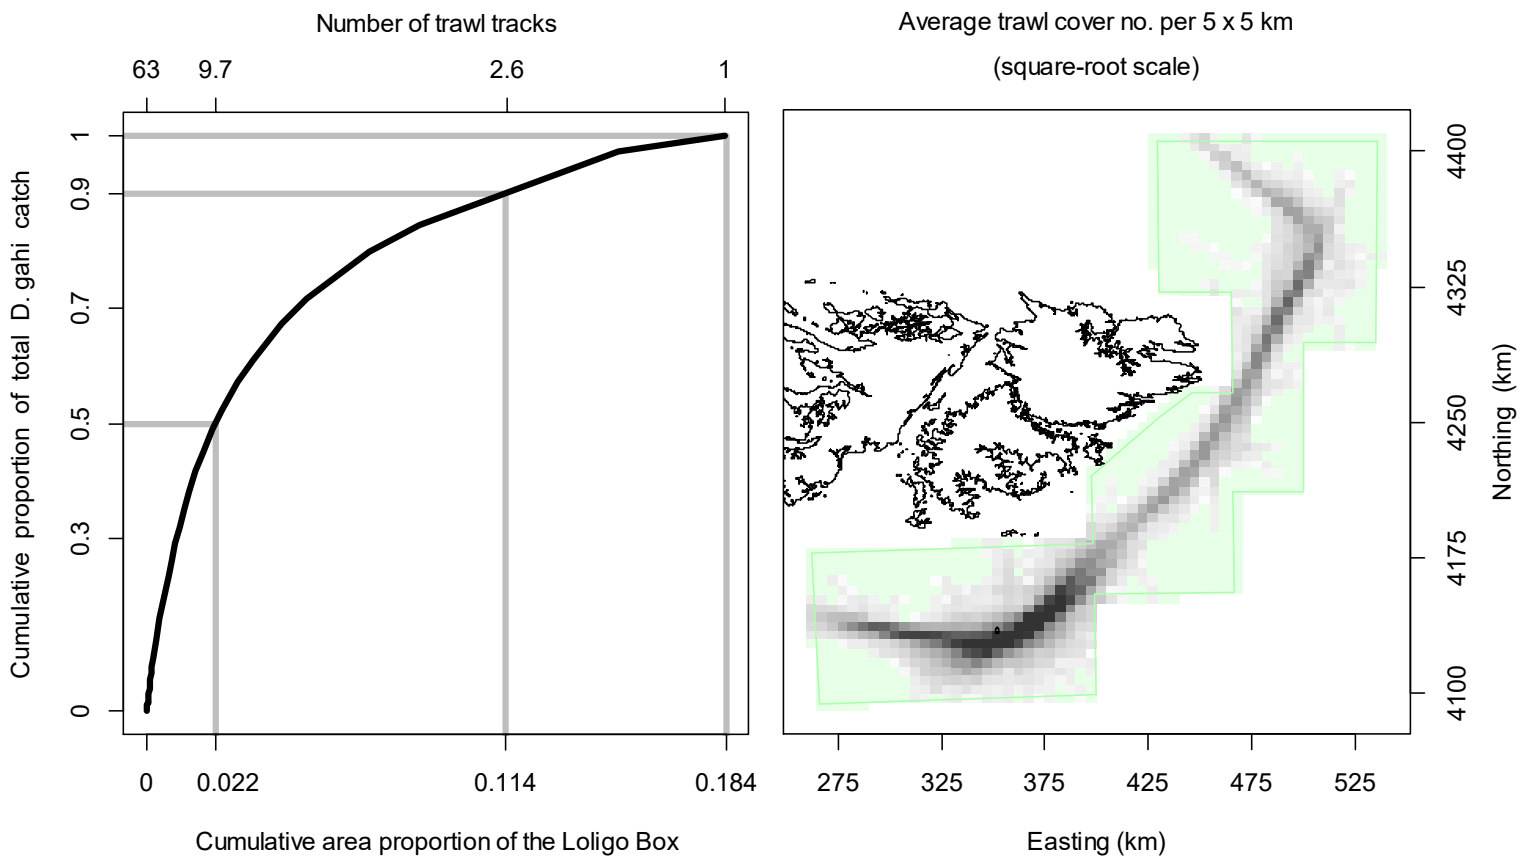 Number of trawl tracks
63 9.7 2.6 1
Cumulative proportion of total D. gahi catch
1
0.9
0.7
0.5
0.3
0
0 0.022 0.114 0.184
Cumulative area proportion of the Loligo Box
Average trawl cover no. per 5 x 5 km
(square-root scale)
4400
4325
4250
4175
4100
Northing (km)
275 325 375 425 475 525
Easting (km)